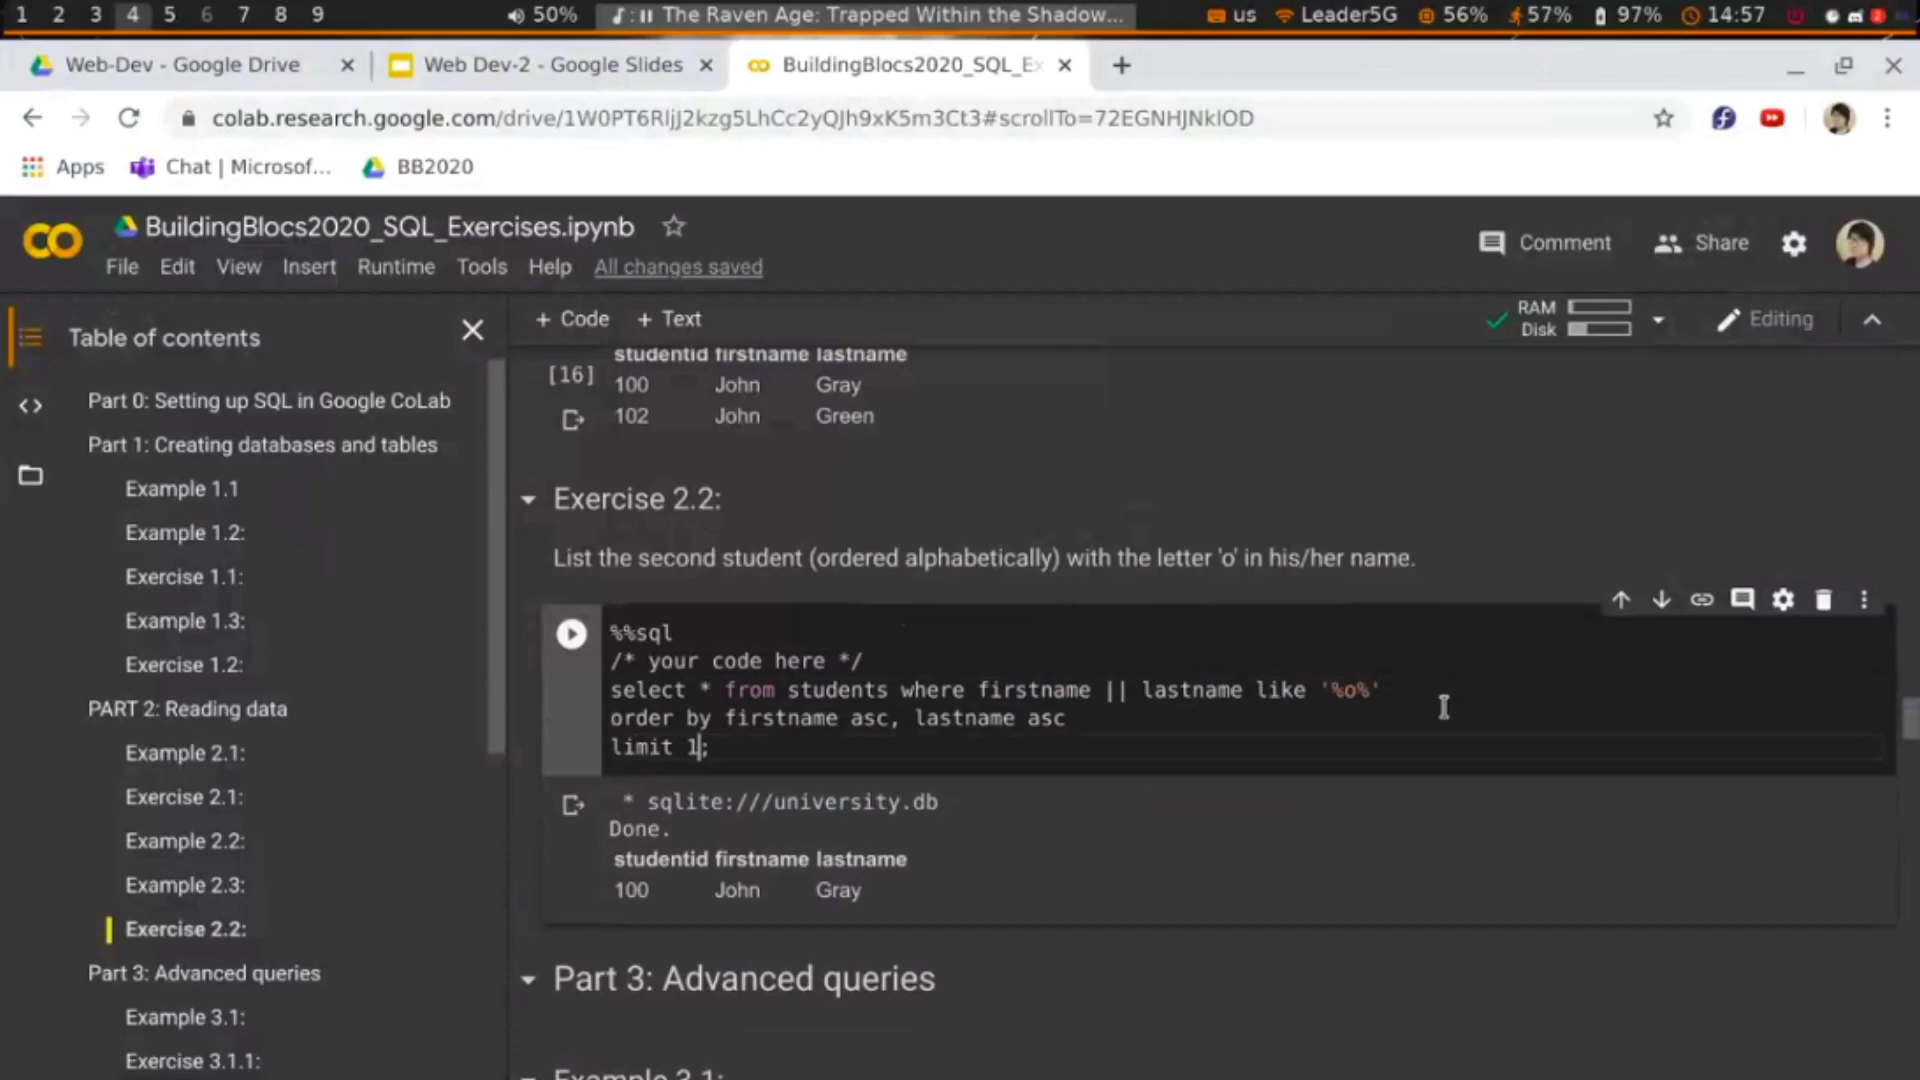 1 2 3 4 5 6 7 8 9 50% The Raven Age: Trapped Within the Shadow... us Leader5G 56% 57% 97% 14:57
Web-Dev - Google Drive Web Dev-2 - Google Slides BuildingBlocs2020_SQL_Ex
colab.research.google.com/drive/1W0PT6RljJ2kzg5LhCc2yQJh9xK5m3Ct3#scrollTo=72EGNHJNklOD
Apps Chat | Microsof... BB2020
BuildingBlocs2020_SQL_Exercises.ipynb
Comment Share
File Edit View Insert Runtime Tools Help All changes saved
Table of contents
+ Code + Text
RAM
Disk
Editing
Part 0: Setting up SQL in Google CoLab
Part 1: Creating databases and tables
Example 1.1
Example 1.2:
Exercise 1.1:
Example 1.3:
Exercise 1.2:
PART 2: Reading data
Example 2.1:
Exercise 2.1:
Example 2.2:
Example 2.3:
Exercise 2.2:
Part 3: Advanced queries
Example 3.1:
Exercise 3.1.1:
studentid firstname lastname
[16] 100 John Gray
102 John Green
Exercise 2.2:
List the second student (ordered alphabetically) with the letter 'o' in his/her name.
%%sql
/* your code here */
select * from students where firstname || lastname like '%o%'
order by firstname asc, lastname asc
limit 1;
* sqlite:///university.db
Done.
studentid firstname lastname
100 John Gray
Part 3: Advanced queries
Example 3.1: